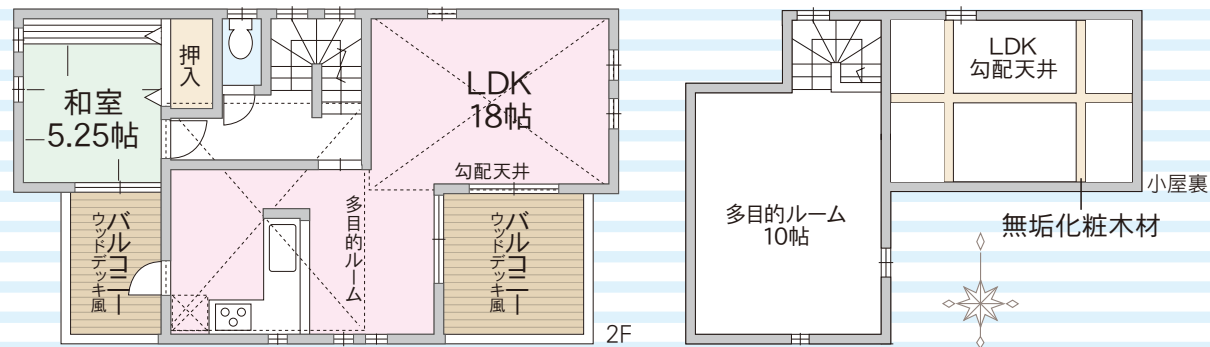 和室
5.25帖
押入
LDK
18帖
勾配天井
多目的ルーム
バルコニー
ウッドデッキ風
バルコニー
ウッドデッキ風
2F
多目的ルーム
10帖
LDK
勾配天井
小屋裏
無垢化粧木材